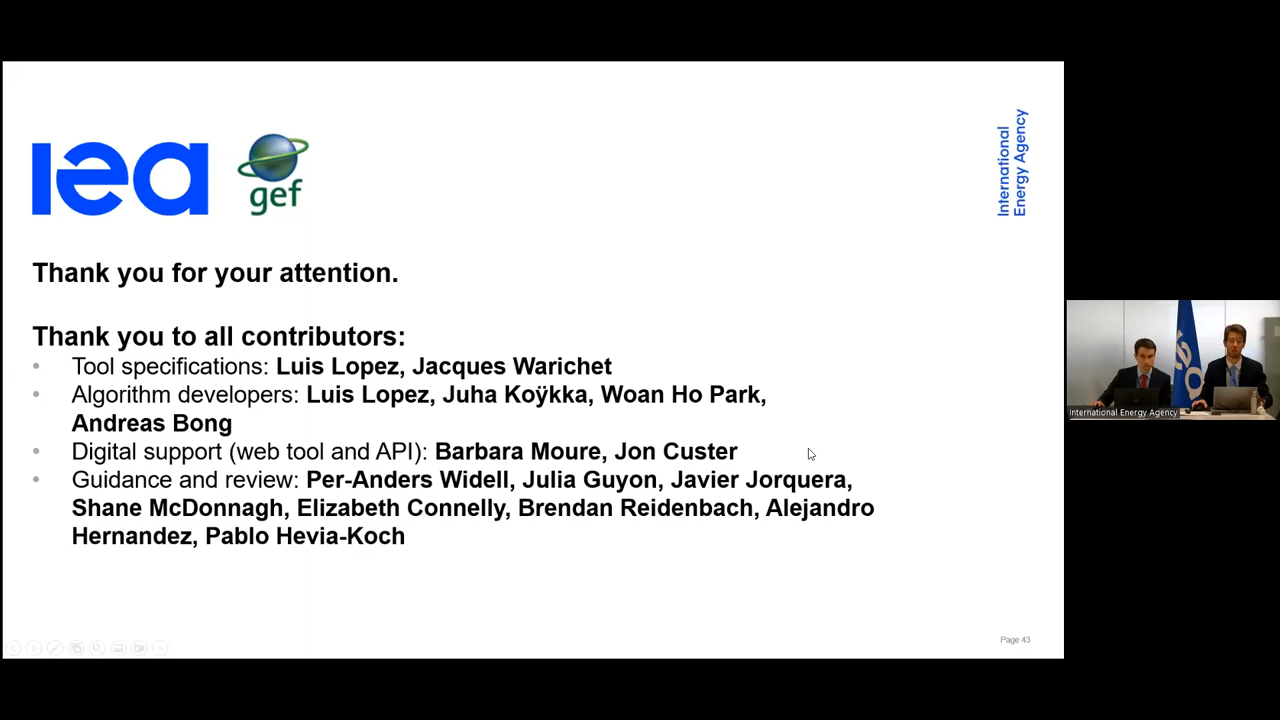 iea
gef
International
Energy Agency
Thank you for your attention.
Thank you to all contributors:
• Tool specifications: Luis Lopez, Jacques Warichet
• Algorithm developers: Luis Lopez, Juha Koÿkka, Woan Ho Park,
Andreas Bong
• Digital support (web tool and API): Barbara Moure, Jon Custer
• Guidance and review: Per-Anders Widell, Julia Guyon, Javier Jorquera,
Shane McDonnagh, Elizabeth Connelly, Brendan Reidenbach, Alejandro
Hernandez, Pablo Hevia-Koch
Page 43
International Energy Agency
iea